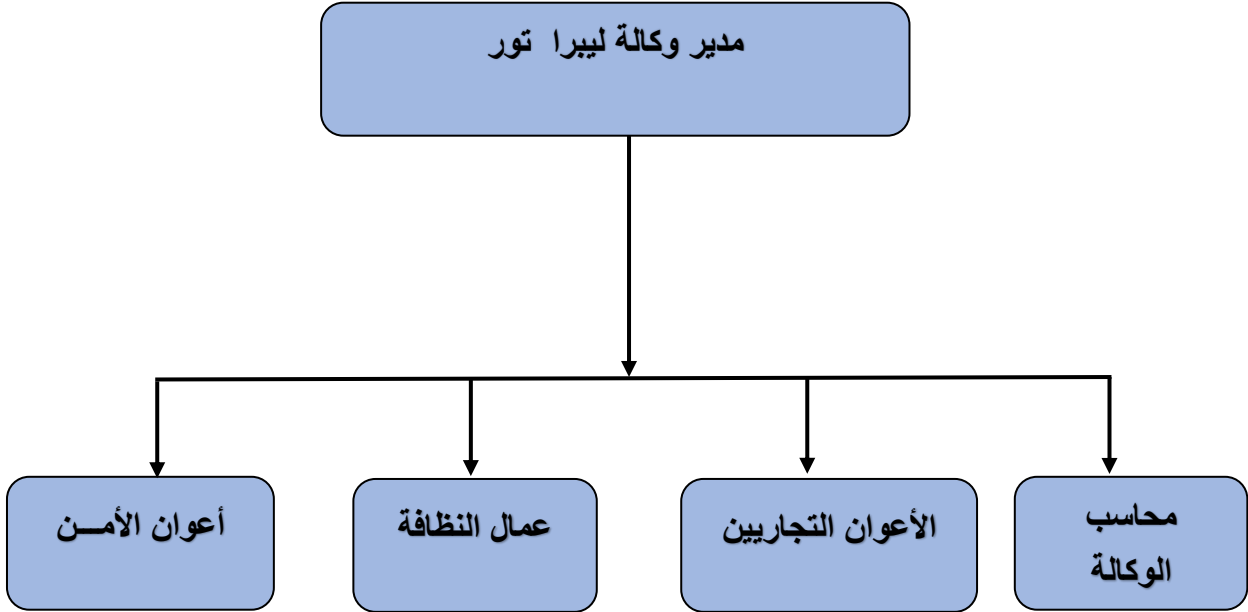 مدير وكالة ليبرا تور
محاسب
الوكالة
الأعوان التجاريين
عمال النظافة
أعوان الأمـــن